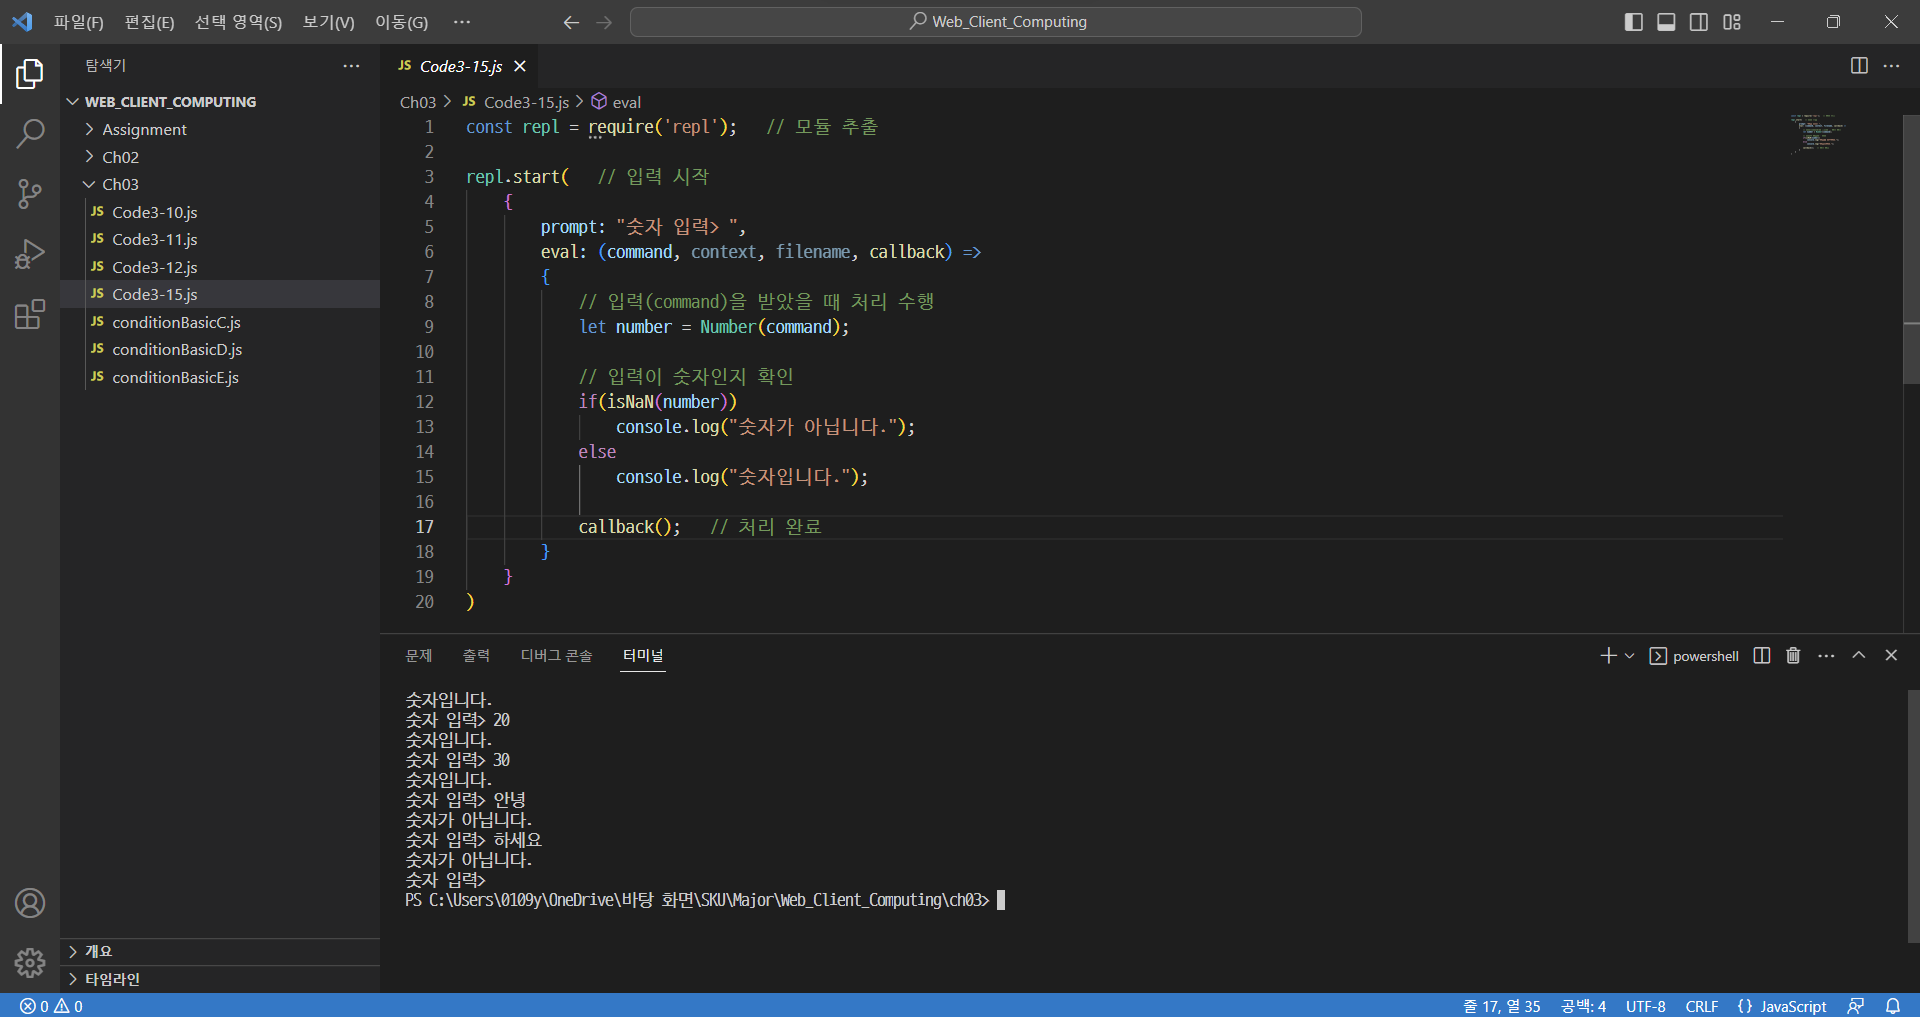 파일(F) 편집(E) 선택 영역(S) 보기(V) 이동(G) ··· Web_Client_Computing
탐색기
WEB_CLIENT_COMPUTING
Assignment
Ch02
Ch03
JS Code3-10.js
JS Code3-11.js
JS Code3-12.js
JS Code3-15.js
JS conditionBasicC.js
JS conditionBasicD.js
JS conditionBasicE.js
개요
타임라인
JS Code3-15.js
Ch03 > JS Code3-15.js > eval
1 const repl = require('repl');   // 모듈 추출
2
3 repl.start(   // 입력 시작
4     {
5         prompt: "숫자 입력> ",
6         eval: (command, context, filename, callback) =>
7         {
8             // 입력(command)을 받았을 때 처리 수행
9             let number = Number(command);
10
11             // 입력이 숫자인지 확인
12             if(isNaN(number))
13                 console.log("숫자가 아닙니다.");
14             else
15                 console.log("숫자입니다.");
16
17             callback();   // 처리 완료
18         }
19     }
20 )
문제 출력 디버그 콘솔 터미널 powershell
숫자입니다.
숫자 입력> 20
숫자입니다.
숫자 입력> 30
숫자입니다.
숫자 입력> 안녕
숫자가 아닙니다.
숫자 입력> 하세요
숫자가 아닙니다.
숫자 입력>
PS C:\Users\0109y\OneDrive\바탕 화면\SKU\Major\Web_Client_Computing\ch03>
0 0 줄 17, 열 35 공백: 4 UTF-8 CRLF {} JavaScript